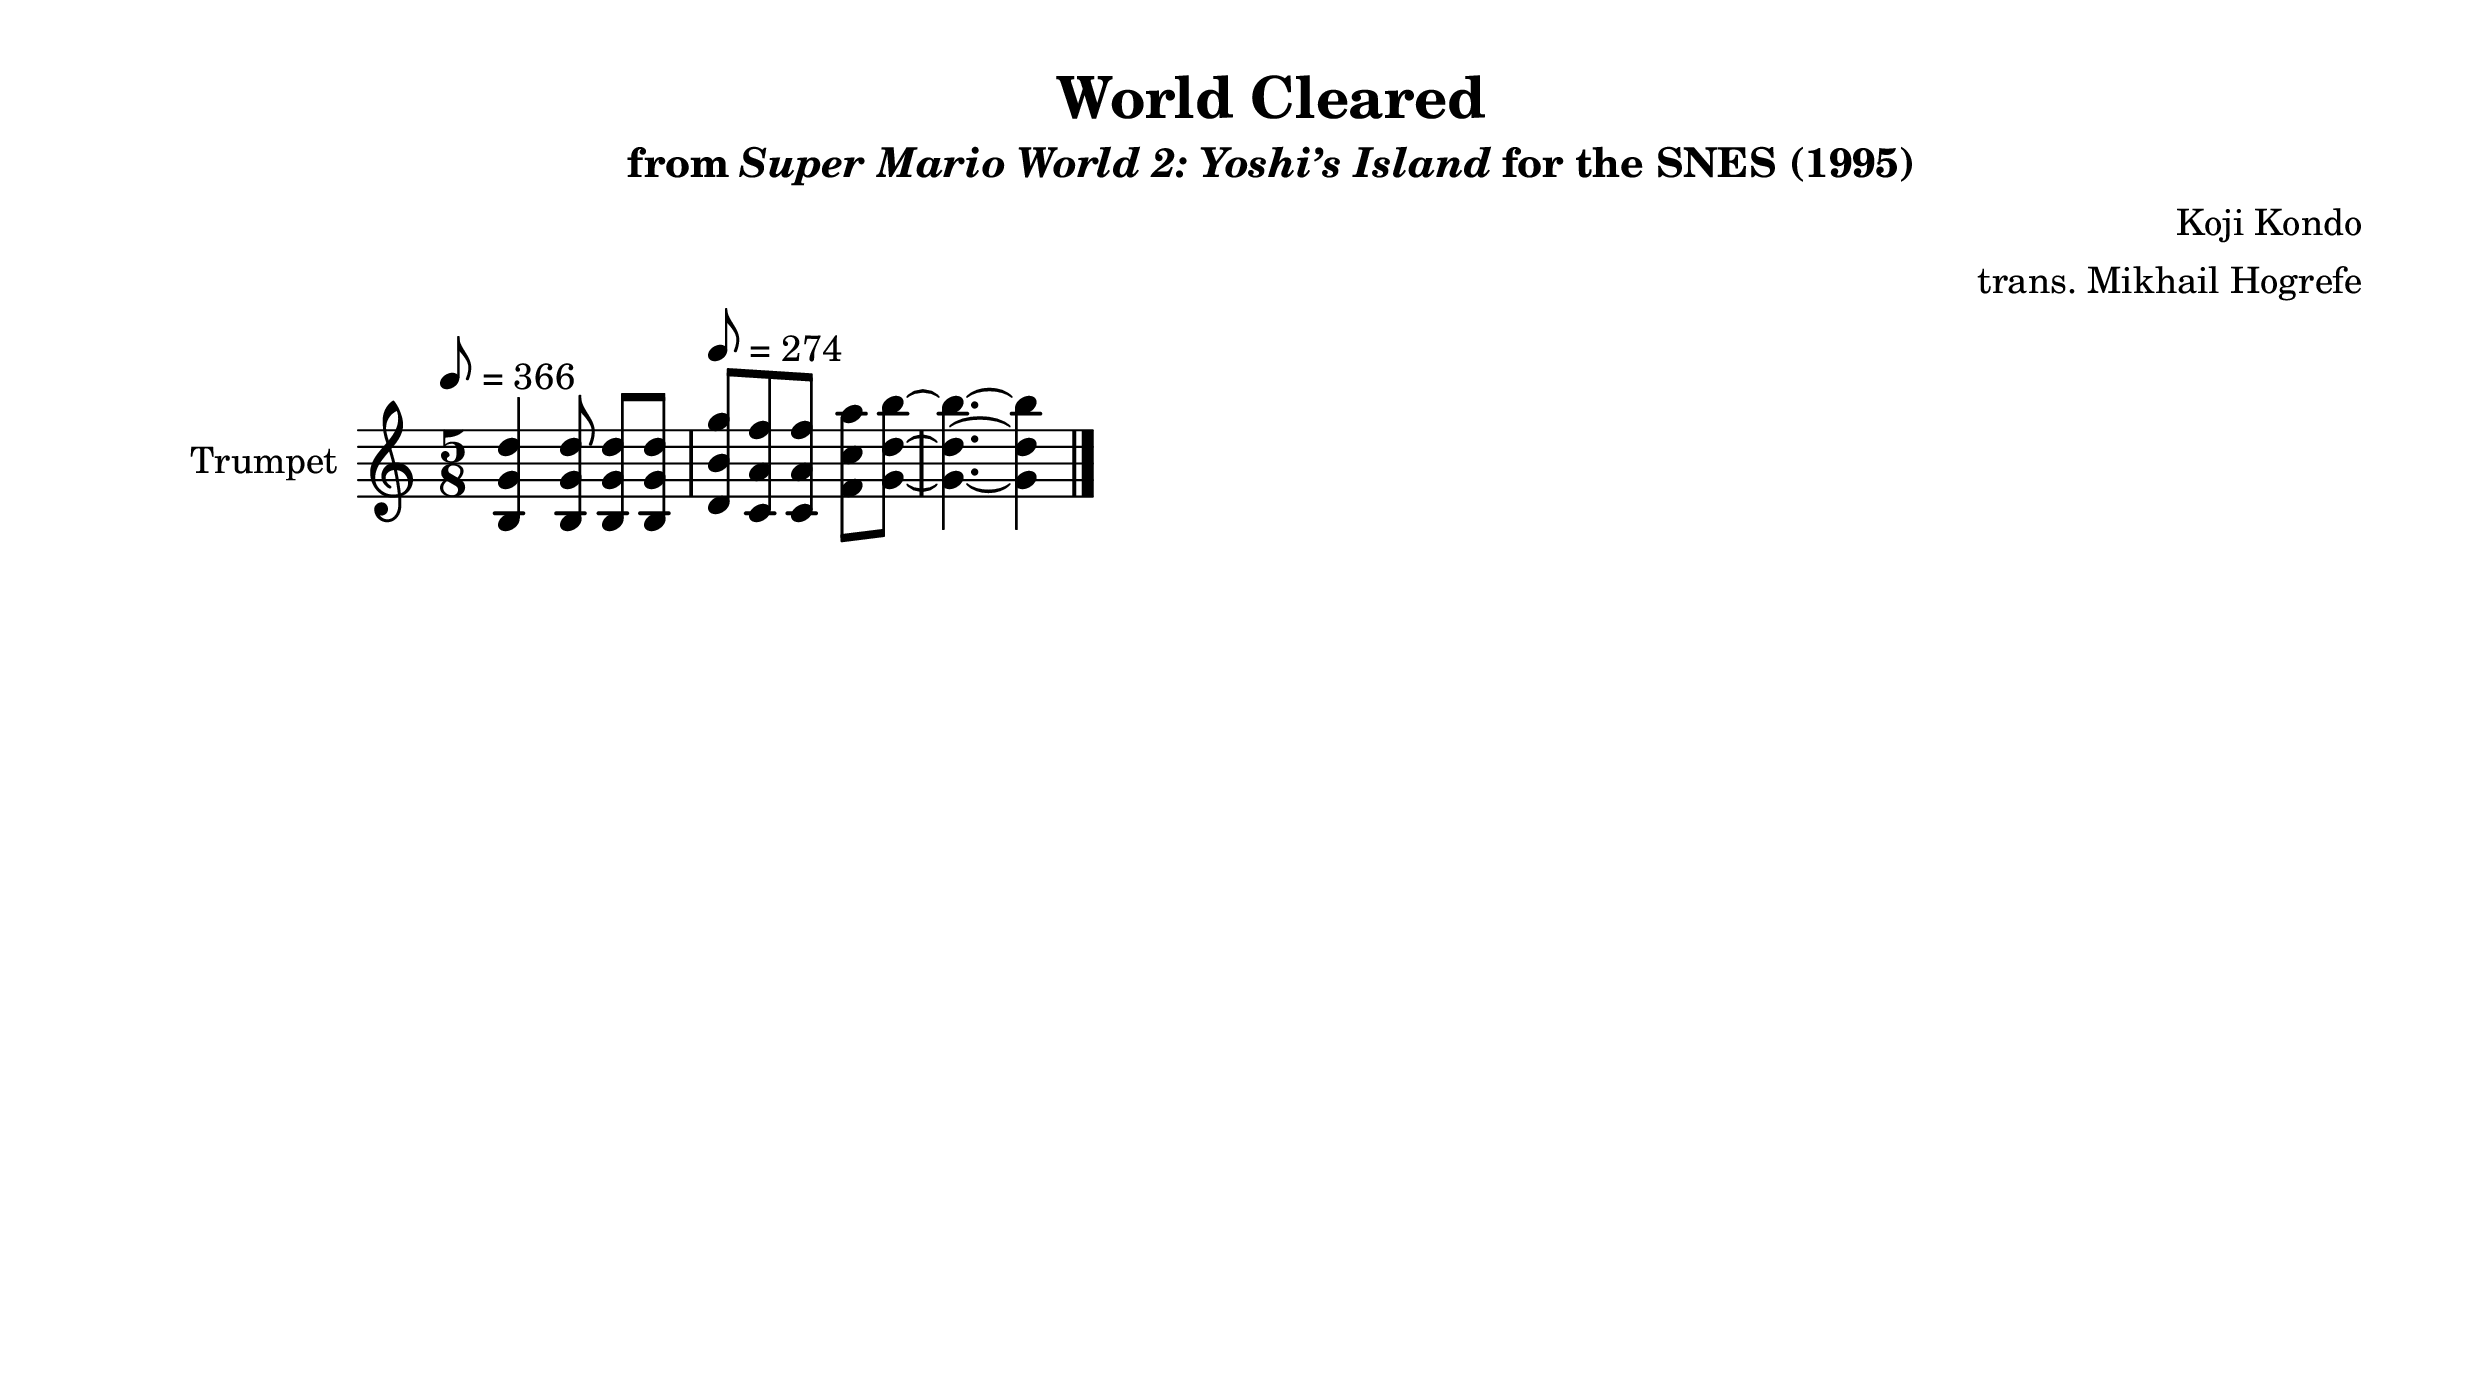 World Cleared
from Super Mario World 2: Yoshi’s Island for the SNES (1995)
Koji Kondo
trans. Mikhail Hogrefe
♪ = 366
♪ = 274
Trumpet
5
8